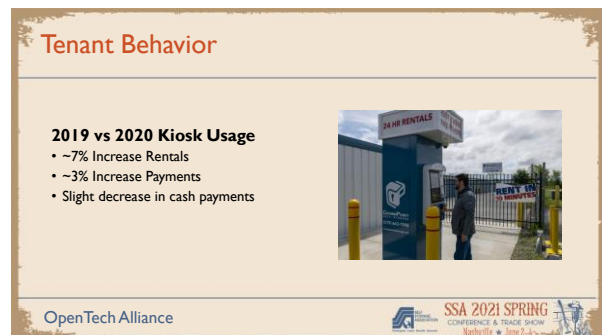 Tenant Behavior
2019 vs 2020 Kiosk Usage
• ~7% Increase Rentals
• ~3% Increase Payments
• Slight decrease in cash payments
24 HR RENTALS
RENT IN
10 MINUTES
OpenTech Alliance
SSA 2021 SPRING
CONFERENCE & TRADE SHOW
Nashville ★ June 2